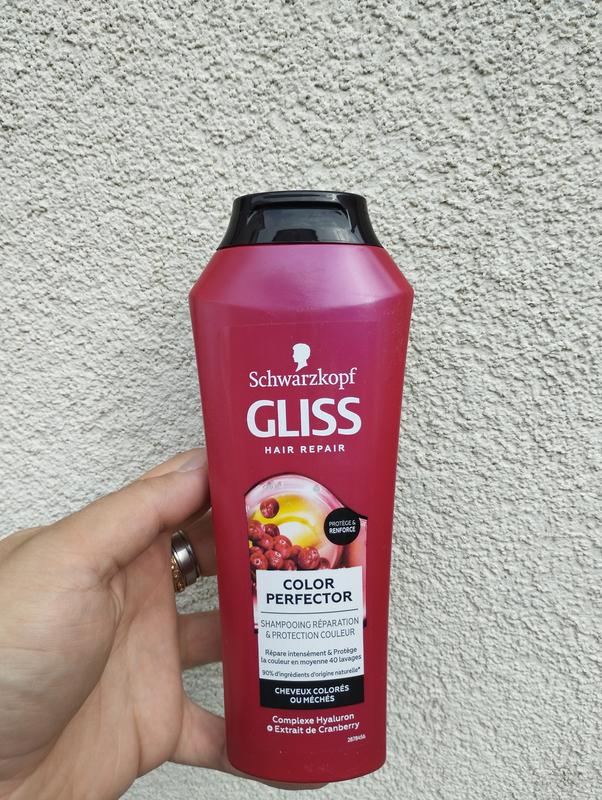 Schwarzkopf
GLISS
HAIR REPAIR
PROTÈGE &
RENFORCE
COLOR
PERFECTOR
SHAMPOOING RÉPARATION
& PROTECTION COULEUR
Répare intensément & Protège
la couleur en moyenne 40 lavages
90% d'ingrédients d'origine naturelle*
CHEVEUX COLORÉS
OU MÉCHÉS
Complexe Hyaluron
+ Extrait de Cranberry
2878456